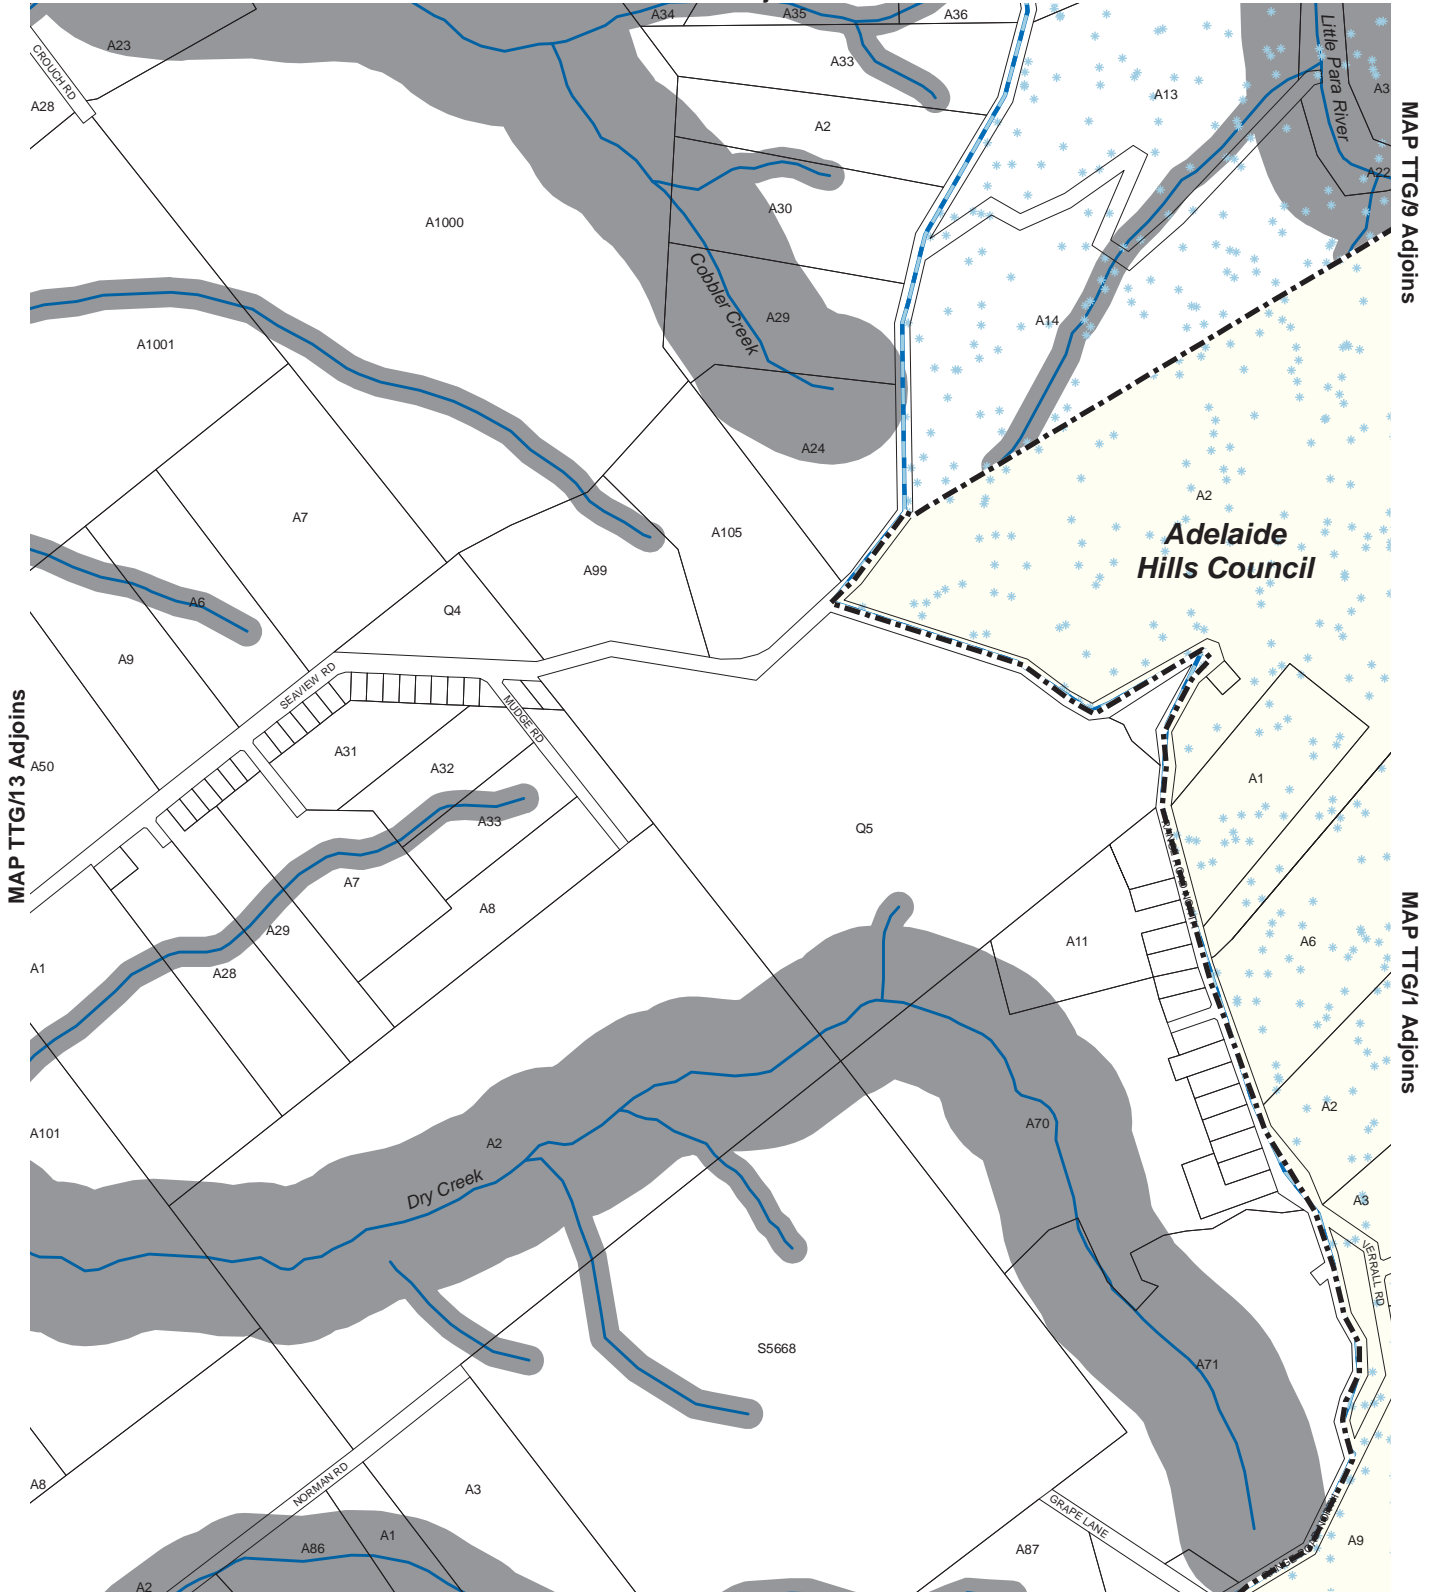 A34
A35
A36
A23
CROUCH RD
A33
Little Para River
A28
A13
A3
A2
MAP TTG/9 Adjoins
A22
A1000
A30
Cobbler Creek
A29
A14
A1001
A24
A2
A7
A105
Adelaide
Hills Council
A99
A6
Q4
A9
SEAVIEW RD
MUDGE RD
MAP TTG/13 Adjoins
A50
A31
A32
A1
A33
Q5
A7
A8
A29
A11
A6
A1
A28
MAP TTG/1 Adjoins
A101
A2
A70
A2
Dry Creek
A3
VERRALL RD
S5668
A71
A8
NORMAN RD
A3
GRAPE LANE
A1
A86
A87
A9
A2